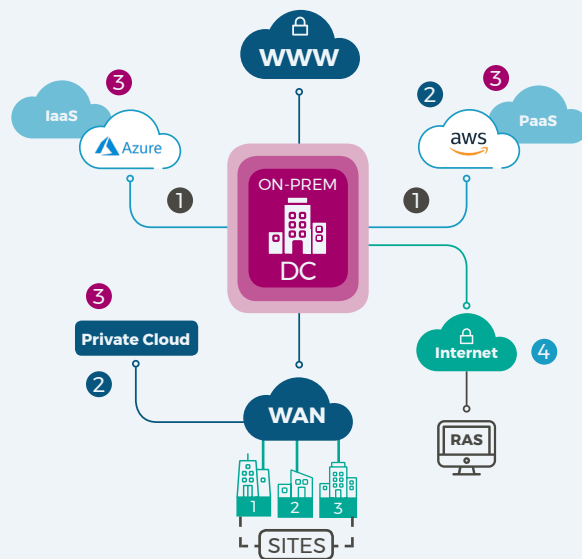 WWW
3
IaaS
Azure
2
3
aws
PaaS
1
ON-PREM
DC
1
3
Private Cloud
2
Internet
4
WAN
RAS
1
2
3
SITES